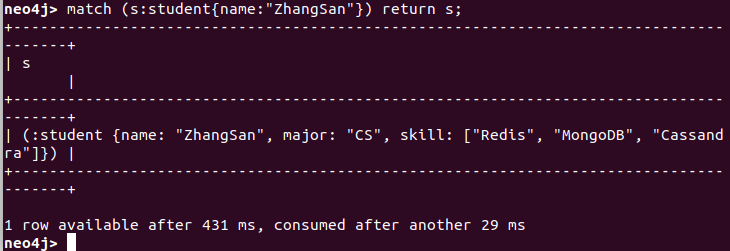 neo4j> match (s:student{name:"ZhangSan"}) return s;
+------------------------------------------------------------------------
-------+
| s
       |
+------------------------------------------------------------------------
-------+
| (:student {name: "ZhangSan", major: "CS", skill: ["Redis", "MongoDB", "Cassand
ra"]}) |
+------------------------------------------------------------------------
-------+
1 row available after 431 ms, consumed after another 29 ms
neo4j>